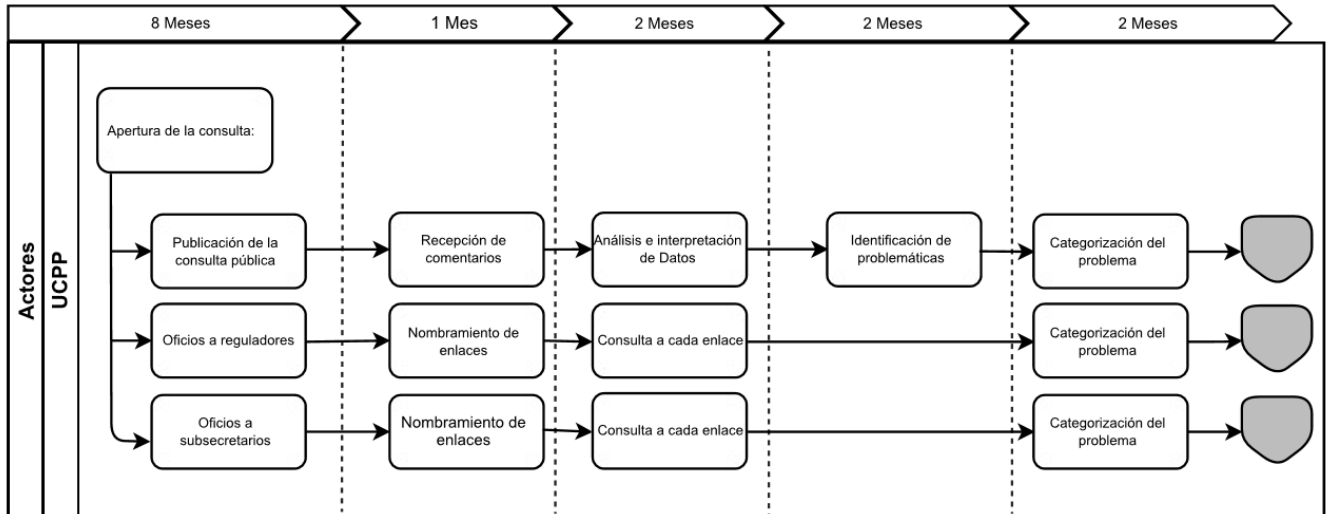 8 Meses
1 Mes
2 Meses
2 Meses
2 Meses
Actores
UCPP
Apertura de la consulta:
Publicación de la
consulta pública
Recepción de
comentarios
Análisis e interpretación
de Datos
Identificación de
problemáticas
Categorización del
problema
Oficios a reguladores
Nombramiento de
enlaces
Consulta a cada enlace
Categorización del
problema
Oficios a
subsecretarios
Nombramiento de
enlaces
Consulta a cada enlace
Categorización del
problema